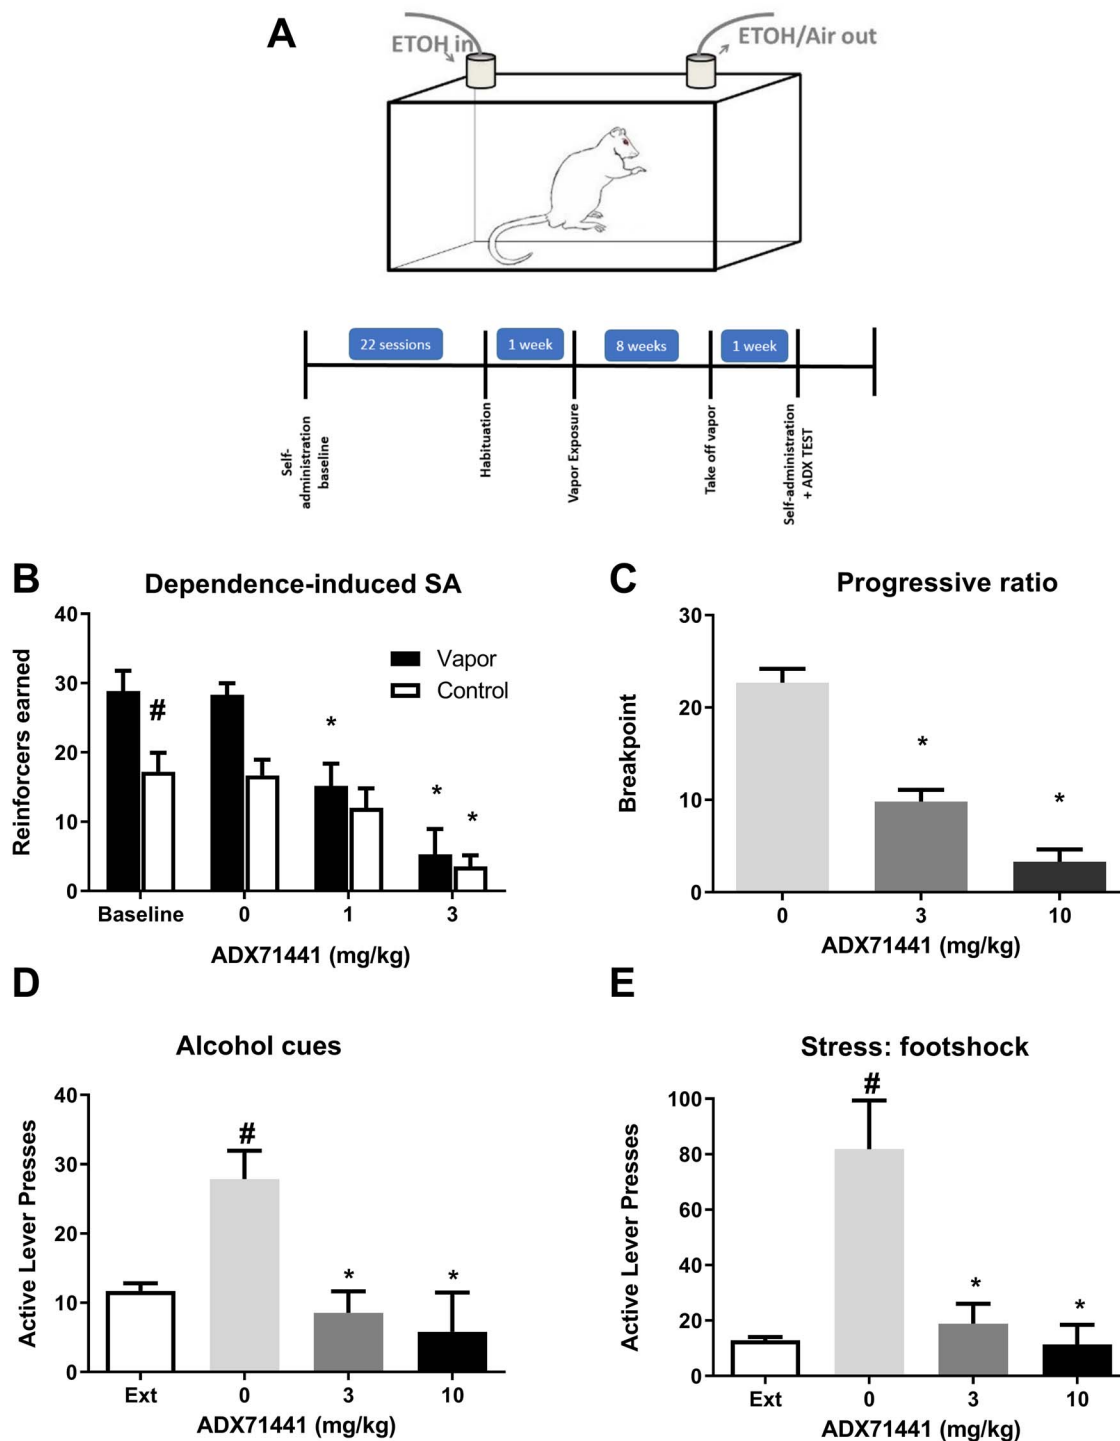 A
ETOH in
ETOH/Air out
22 sessions
1 week
8 weeks
1 week
Self-
administration
baseline
Habituation
Vapor Exposure
Take off vapor
Self-administration
+ ADX TEST
B
Dependence-induced SA
Reinforcers earned
40
30
20
10
0
Vapor
Control
#
*
*
*
Baseline
0
1
3
ADX71441 (mg/kg)
C
Progressive ratio
Breakpoint
30
20
10
0
*
*
0
3
10
ADX71441 (mg/kg)
D
Alcohol cues
Active Lever Presses
40
30
20
10
0
#
*
*
Ext
0
3
10
ADX71441 (mg/kg)
E
Stress: footshock
Active Lever Presses
100
80
60
40
20
0
#
*
*
Ext
0
3
10
ADX71441 (mg/kg)